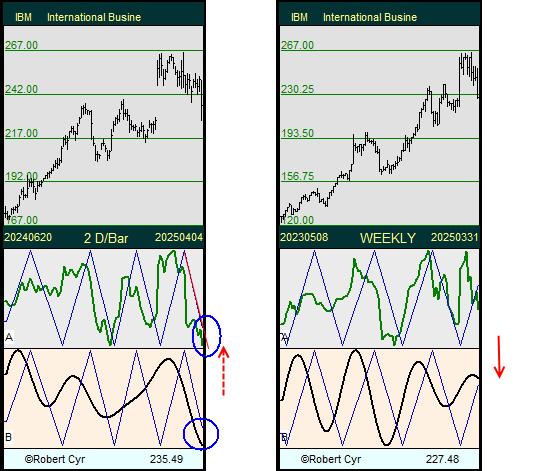 IBM International Busine
267.00
242.00
217.00
192.00
167.00
20240620 2 D/Bar 20250404
A
B
©Robert Cyr 235.49
IBM International Busine
267.00
230.25
193.50
156.75
120.00
20230508 WEEKLY 20250331
A
B
©Robert Cyr 227.48